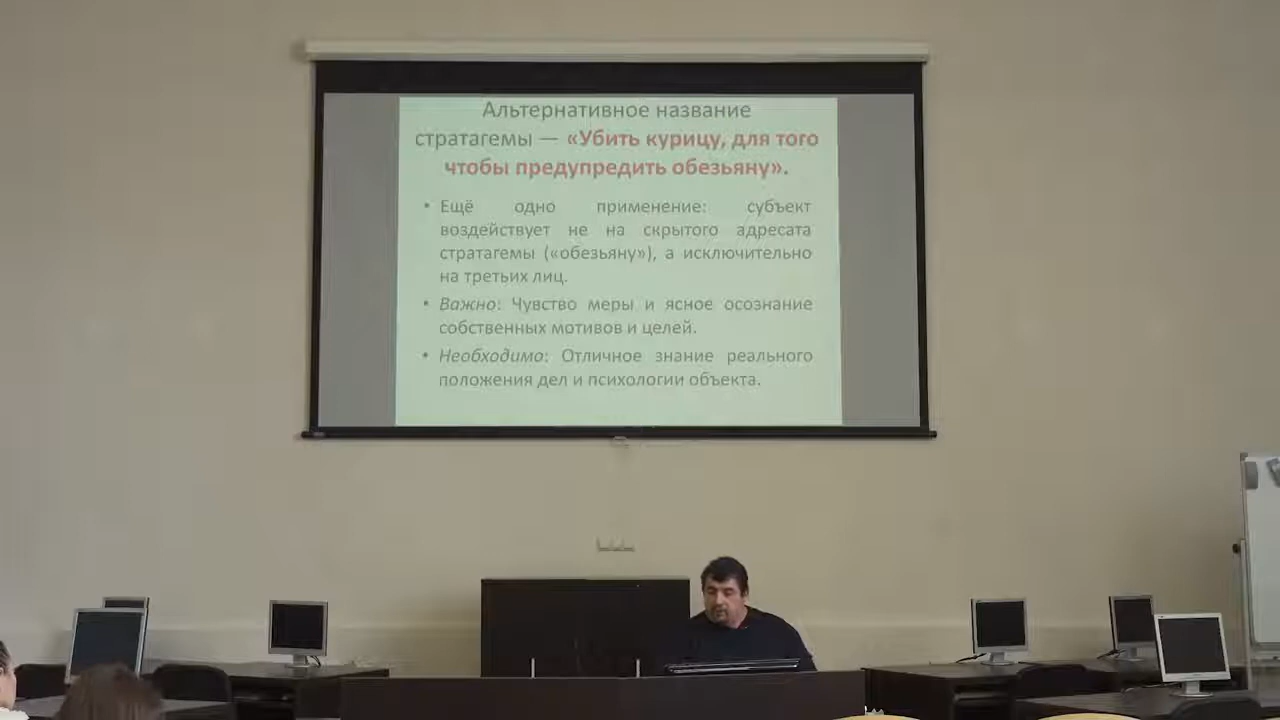 Альтернативное название
стратагемы — «Убить курицу, для того
чтобы предупредить обезьяну».
• Ещё одно применение: субъект
воздействует не на скрытого адресата
стратагемы («обезьяну»), а исключительно
на третьих лиц.
• Важно: Чувство меры и ясное осознание
собственных мотивов и целей.
• Необходимо: Отличное знание реального
положения дел и психологии объекта.